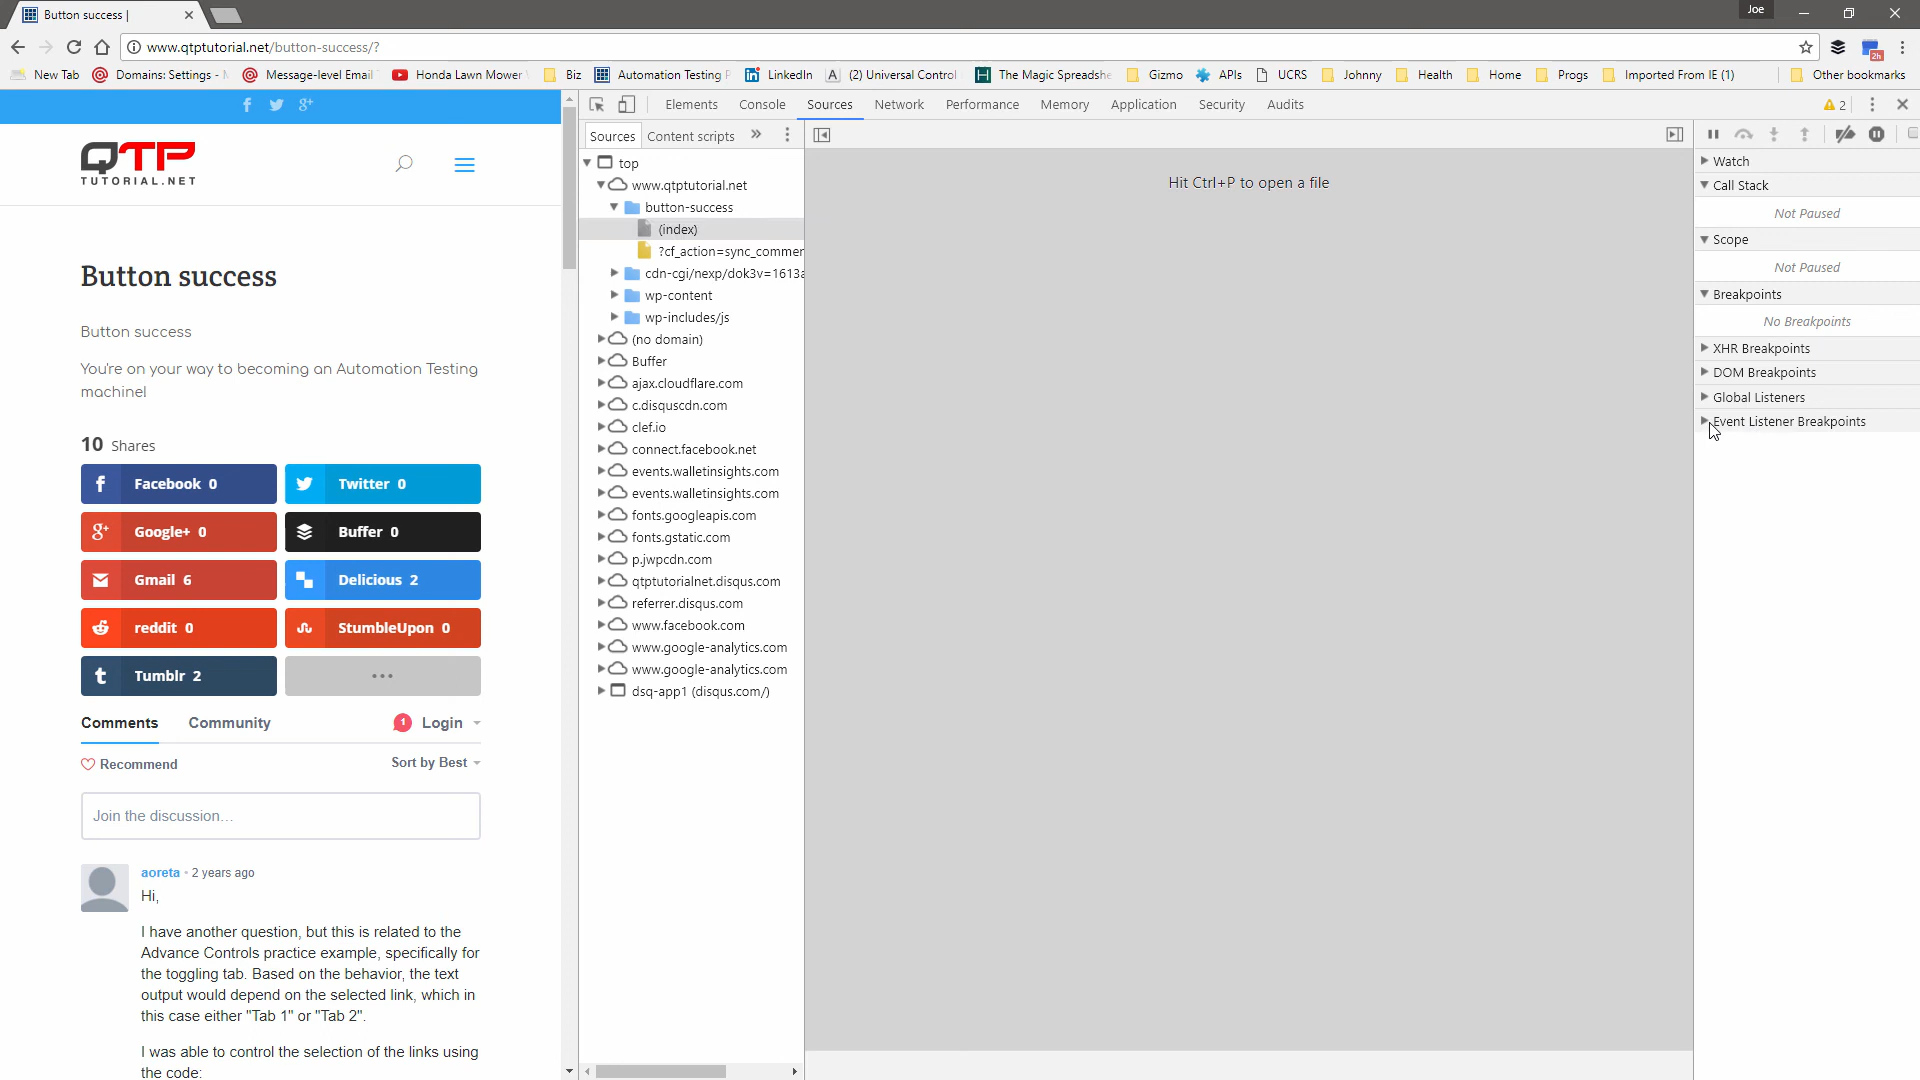 Button success |
Joe
www.qtptutorial.net/button-success/?
New Tab
Domains: Settings -
Message-level Email
Honda Lawn Mower
Biz
Automation Testing
LinkedIn
A (2) Universal Control
H The Magic Spreadshe
Gizmo
APIs
UCRS
Johnny
Health
Home
Progs
Imported From IE (1)
Other bookmarks
2h
QTP
TUTORIAL.NET
Button success
Button success
You're on your way to becoming an Automation Testing
machine!
10 Shares
Facebook 0
Twitter 0
Google+ 0
Buffer 0
Gmail 6
Delicious 2
reddit 0
StumbleUpon 0
Tumblr 2
...
Comments
Community
1 Login
Recommend
Sort by Best
Join the discussion…
aoreta • 2 years ago
Hi,
I have another question, but this is related to the
Advance Controls practice example, specifically for
the toggling tab. Based on the behavior, the text
output would depend on the selected link, which in
this case either "Tab 1" or "Tab 2".
I was able to control the selection of the links using
the code:
Elements
Console
Sources
Network
Performance
Memory
Application
Security
Audits
2
Sources
Content scripts
»
top
www.qtptutorial.net
button-success
(index)
?cf_action=sync_commer
cdn-cgi/nexp/dok3v=1613a
wp-content
wp-includes/js
(no domain)
Buffer
ajax.cloudflare.com
c.disquscdn.com
clef.io
connect.facebook.net
events.walletinsights.com
events.walletinsights.com
fonts.googleapis.com
fonts.gstatic.com
p.jwpcdn.com
qtptutorialnet.disqus.com
referrer.disqus.com
www.facebook.com
www.google-analytics.com
www.google-analytics.com
dsq-app1 (disqus.com/)
Hit Ctrl+P to open a file
Watch
Call Stack
Not Paused
Scope
Not Paused
Breakpoints
No Breakpoints
XHR Breakpoints
DOM Breakpoints
Global Listeners
Event Listener Breakpoints